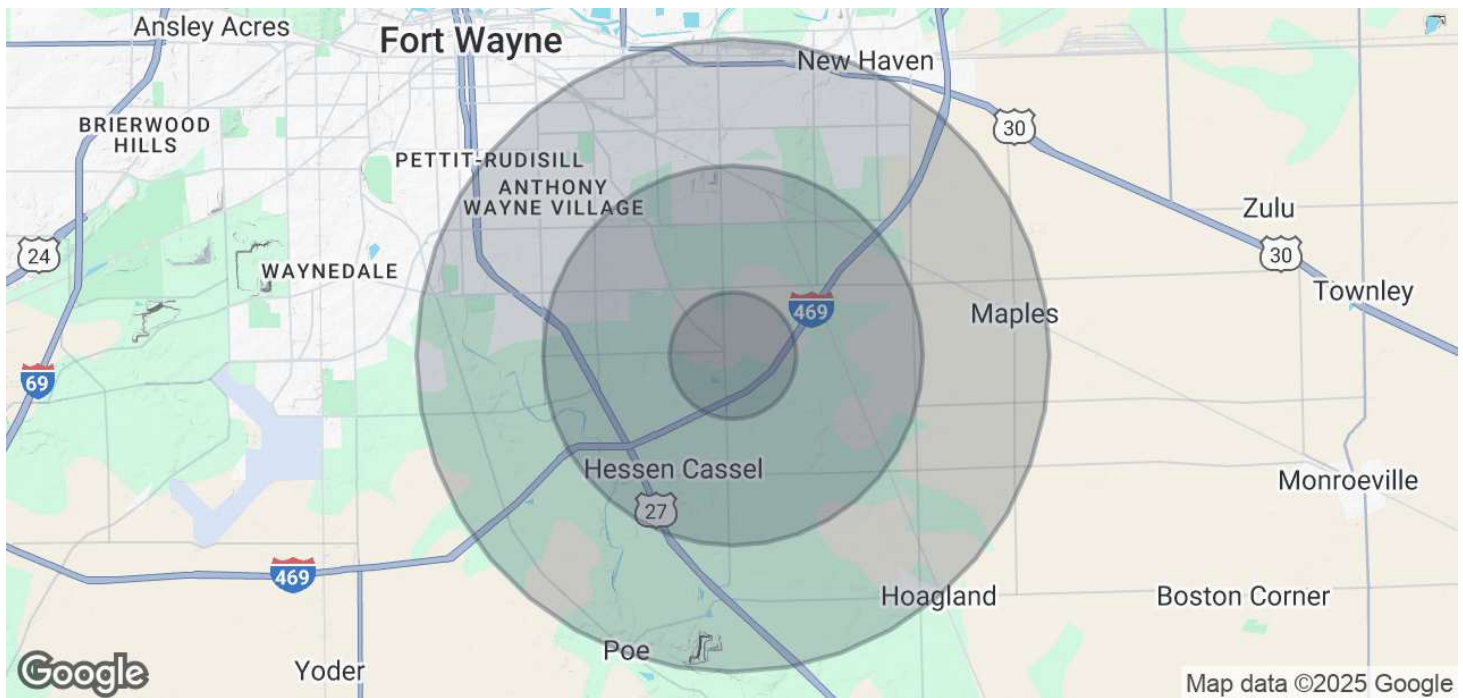 Ansley Acres
Fort Wayne
New Haven
30
BRIERWOOD
HILLS
PETTIT-RUDISILL
ANTHONY
WAYNE VILLAGE
Zulu
24
WAYNEDALE
30
Townley
469
Maples
69
Hessen Cassel
Monroeville
27
469
Hoagland
Boston Corner
Poe
Yoder
Google
Map data ©2025 Google